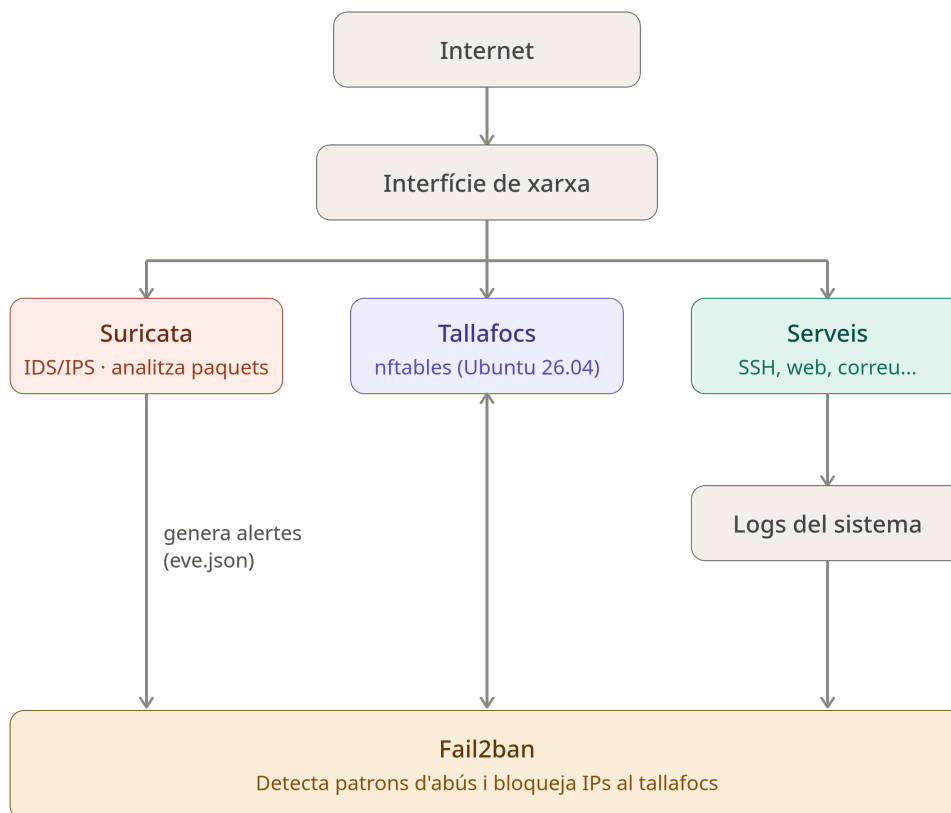 Internet
Interfície de xarxa
Suricata
IDS/IPS · analitza paquets
Tallafocs
nftables (Ubuntu 26.04)
Serveis
SSH, web, correu...
Logs del sistema
genera alertes
(eve.json)
Fail2ban
Detecta patrons d'abús i bloqueja IPs al tallafocs